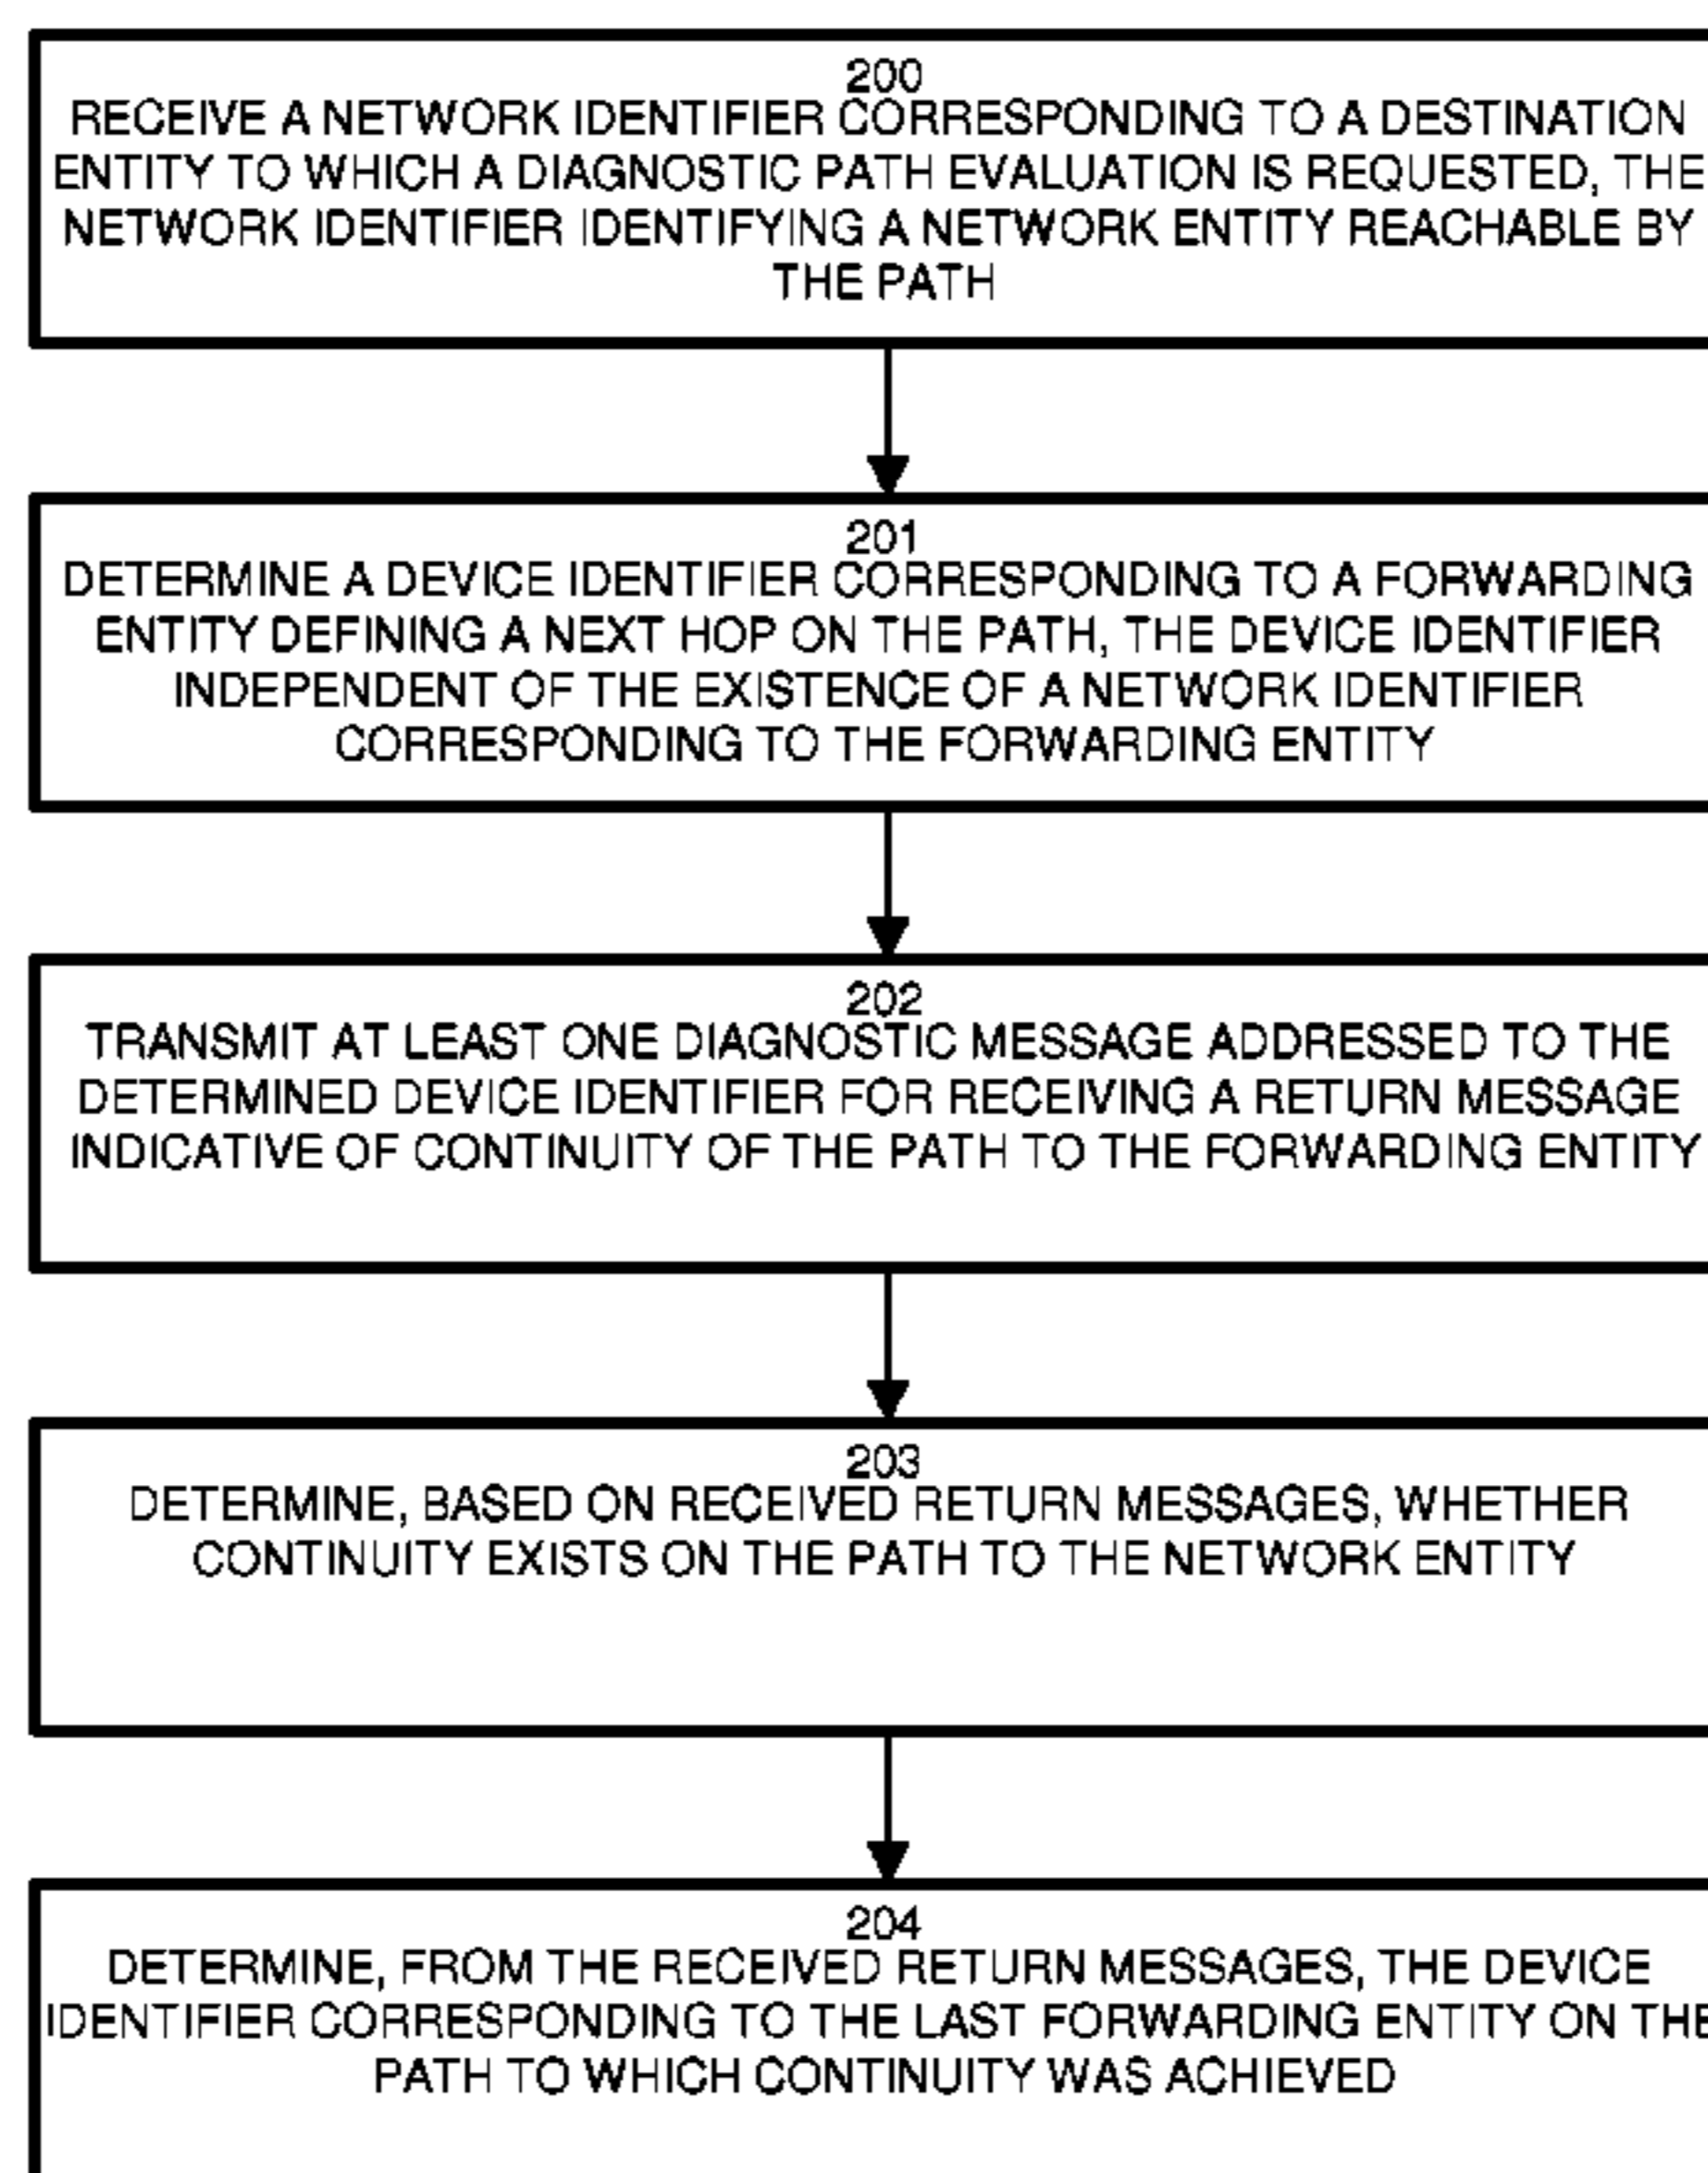 200
RECEIVE A NETWORK IDENTIFIER CORRESPONDING TO A DESTINATION
ENTITY TO WHICH A DIAGNOSTIC PATH EVALUATION IS REQUESTED, THE
NETWORK IDENTIFIER IDENTIFYING A NETWORK ENTITY REACHABLE BY
THE PATH
201
DETERMINE A DEVICE IDENTIFIER CORRESPONDING TO A FORWARDING
ENTITY DEFINING A NEXT HOP ON THE PATH, THE DEVICE IDENTIFIER
INDEPENDENT OF THE EXISTENCE OF A NETWORK IDENTIFIER
CORRESPONDING TO THE FORWARDING ENTITY
202
TRANSMIT AT LEAST ONE DIAGNOSTIC MESSAGE ADDRESSED TO THE
DETERMINED DEVICE IDENTIFIER FOR RECEIVING A RETURN MESSAGE
INDICATIVE OF CONTINUITY OF THE PATH TO THE FORWARDING ENTITY
203
DETERMINE, BASED ON RECEIVED RETURN MESSAGES, WHETHER
CONTINUITY EXISTS ON THE PATH TO THE NETWORK ENTITY
204
DETERMINE, FROM THE RECEIVED RETURN MESSAGES, THE DEVICE
IDENTIFIER CORRESPONDING TO THE LAST FORWARDING ENTITY ON THE
PATH TO WHICH CONTINUITY WAS ACHIEVED